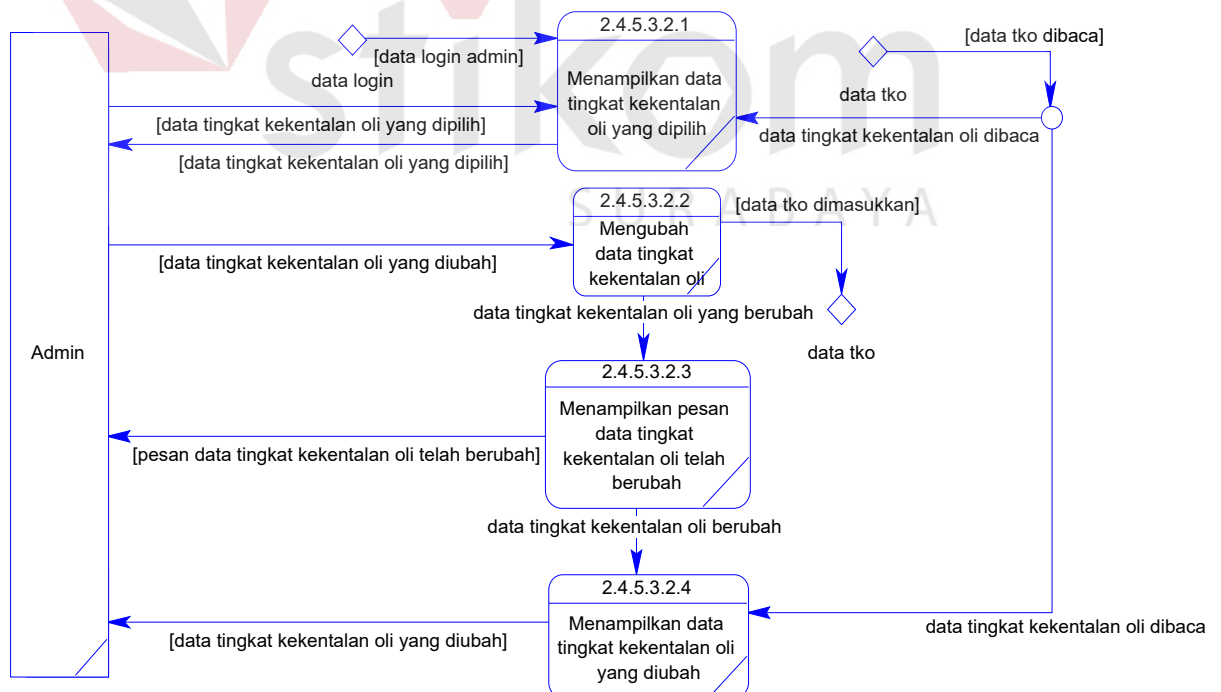 stikom
SURABAYA
2.4.5.3.2.1
Menampilkan data
tingkat kekentalan
oli yang dipilih
[data login admin]
data login
[data tko dibaca]
data tko
[data tingkat kekentalan oli yang dipilih]
data tingkat kekentalan oli dibaca
[data tingkat kekentalan oli yang dipilih]
2.4.5.3.2.2
Mengubah
data tingkat
kekentalan oli
[data tko dimasukkan]
[data tingkat kekentalan oli yang diubah]
data tingkat kekentalan oli yang berubah
data tko
Admin
2.4.5.3.2.3
Menampilkan pesan
data tingkat
kekentalan oli telah
berubah
[pesan data tingkat kekentalan oli telah berubah]
data tingkat kekentalan oli berubah
2.4.5.3.2.4
Menampilkan data
tingkat kekentalan oli
yang diubah
[data tingkat kekentalan oli yang diubah]
data tingkat kekentalan oli dibaca